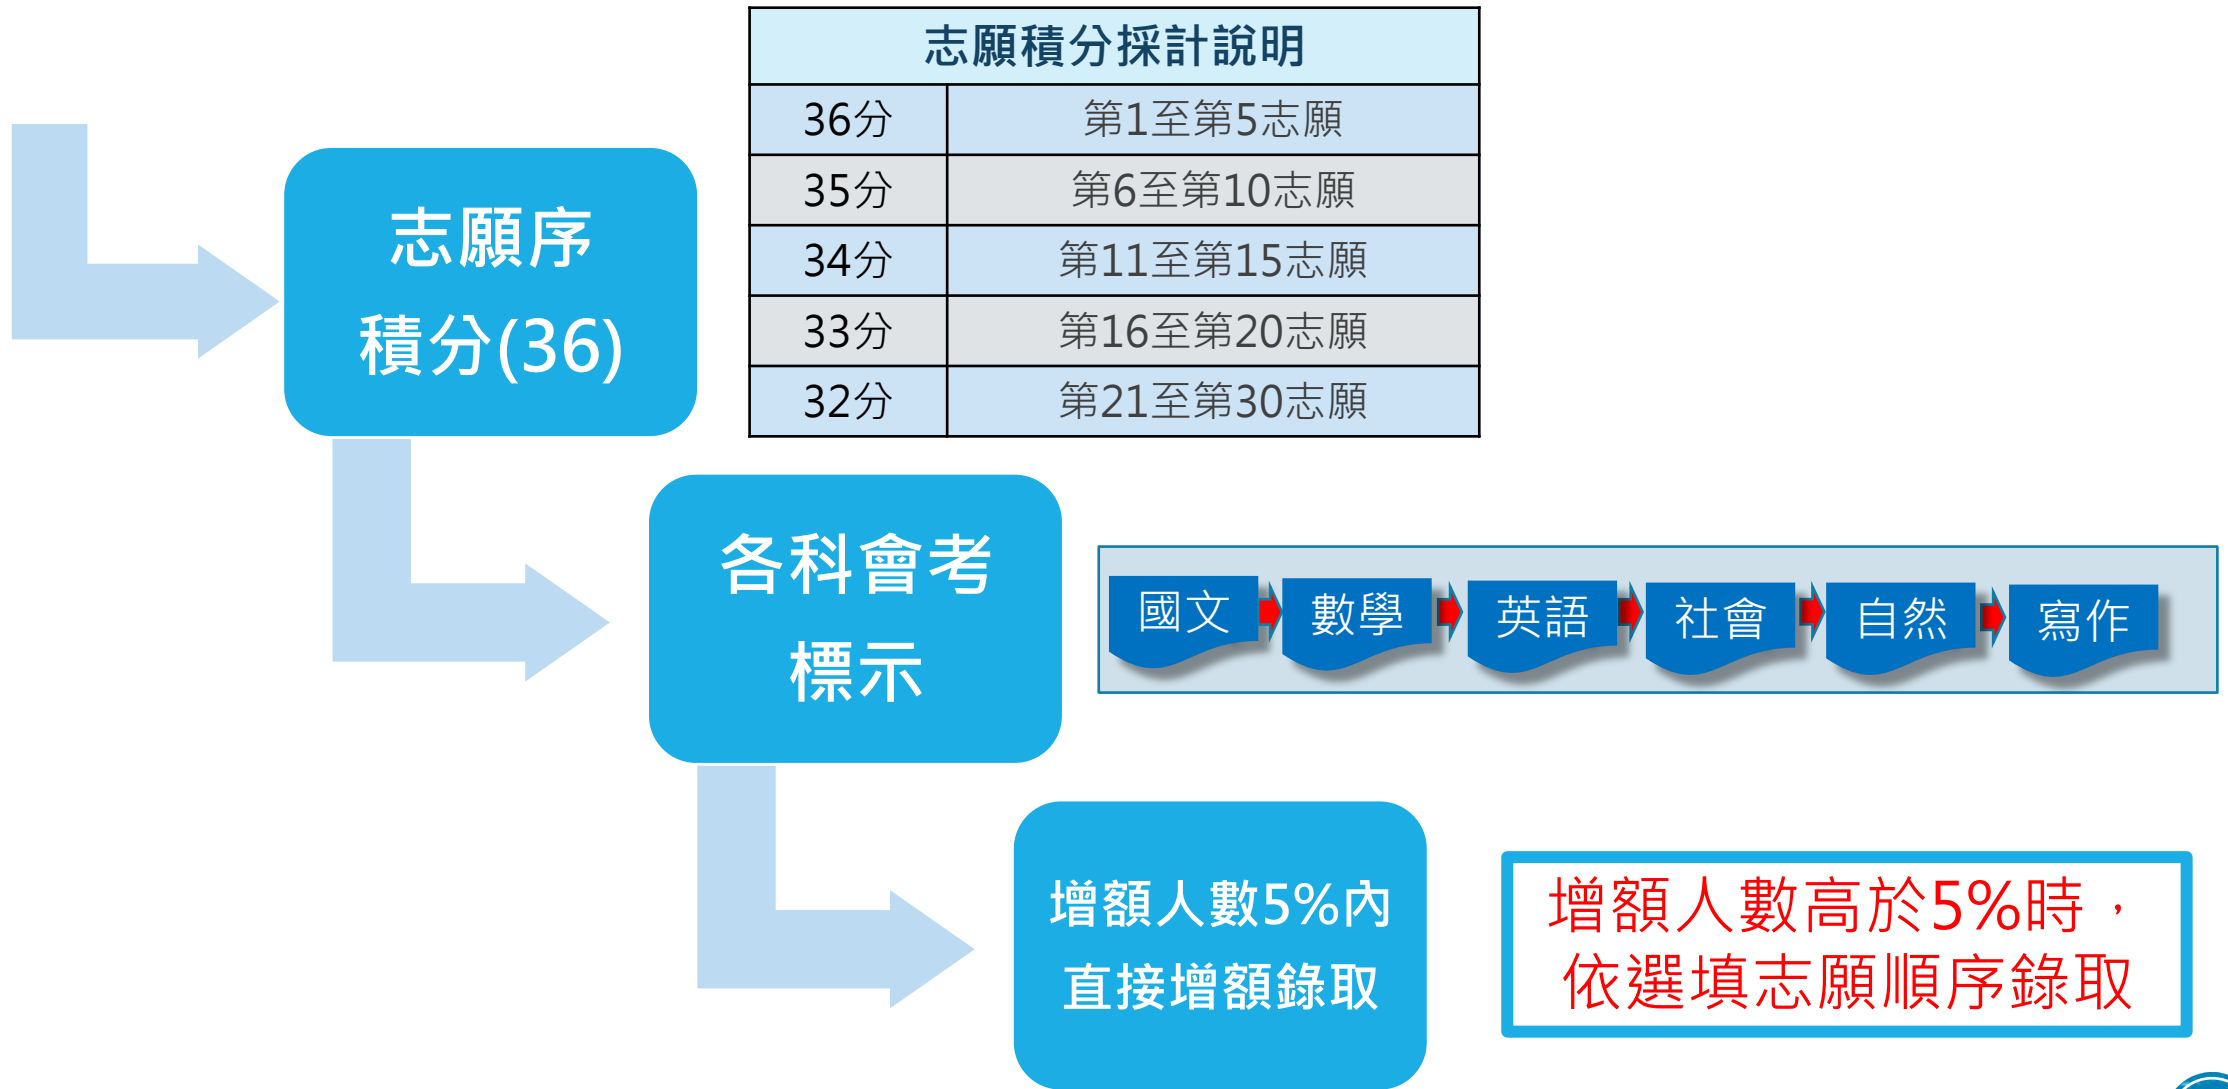 志願積分採計說明
36分 第1至第5志願
35分 第6至第10志願
34分 第11至第15志願
33分 第16至第20志願
32分 第21至第30志願
志願序
積分(36)
各科會考
標示
國文 數學 英語 社會 自然 寫作
增額人數5%內
直接增額錄取
增額人數高於5%時，
依選填志願順序錄取